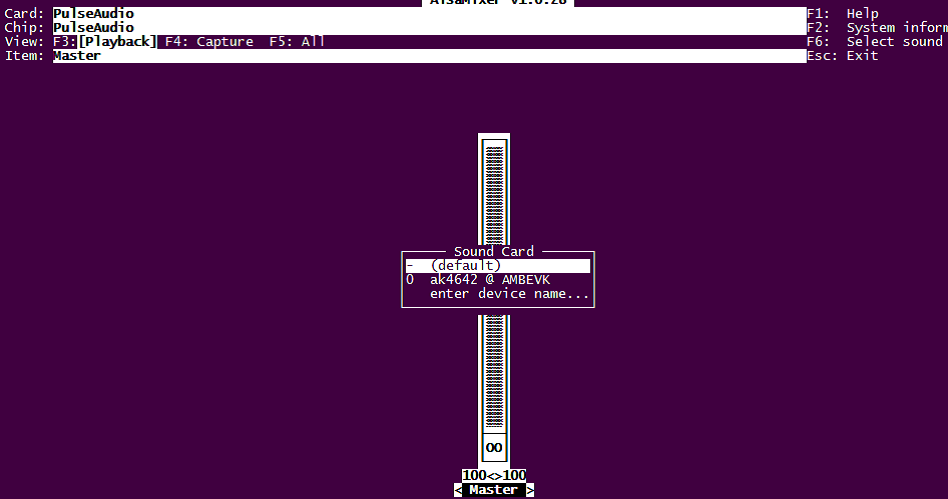 AlsaMixer v1.0.28
Card: PulseAudio F1: Help
Chip: PulseAudio F2: System inform
View: F3:[Playback] F4: Capture F5: All F6: Select sound
Item: Master Esc: Exit
Sound Card
- (default)
0 ak4642 @ AMBEVK
enter device name...
OO
100<>100
< Master >